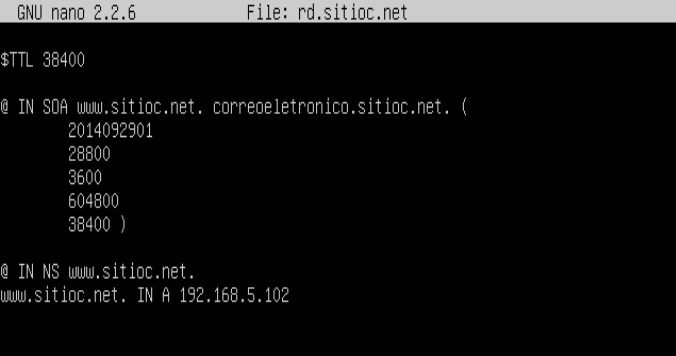 GNU nano 2.2.6 File: rd.sitioc.net
$TTL 38400
@ IN SOA www.sitioc.net. correoeletronico.sitioc.net. (
2014092901
28800
3600
604800
38400 )
@ IN NS www.sitioc.net.
www.sitioc.net. IN A 192.168.5.102